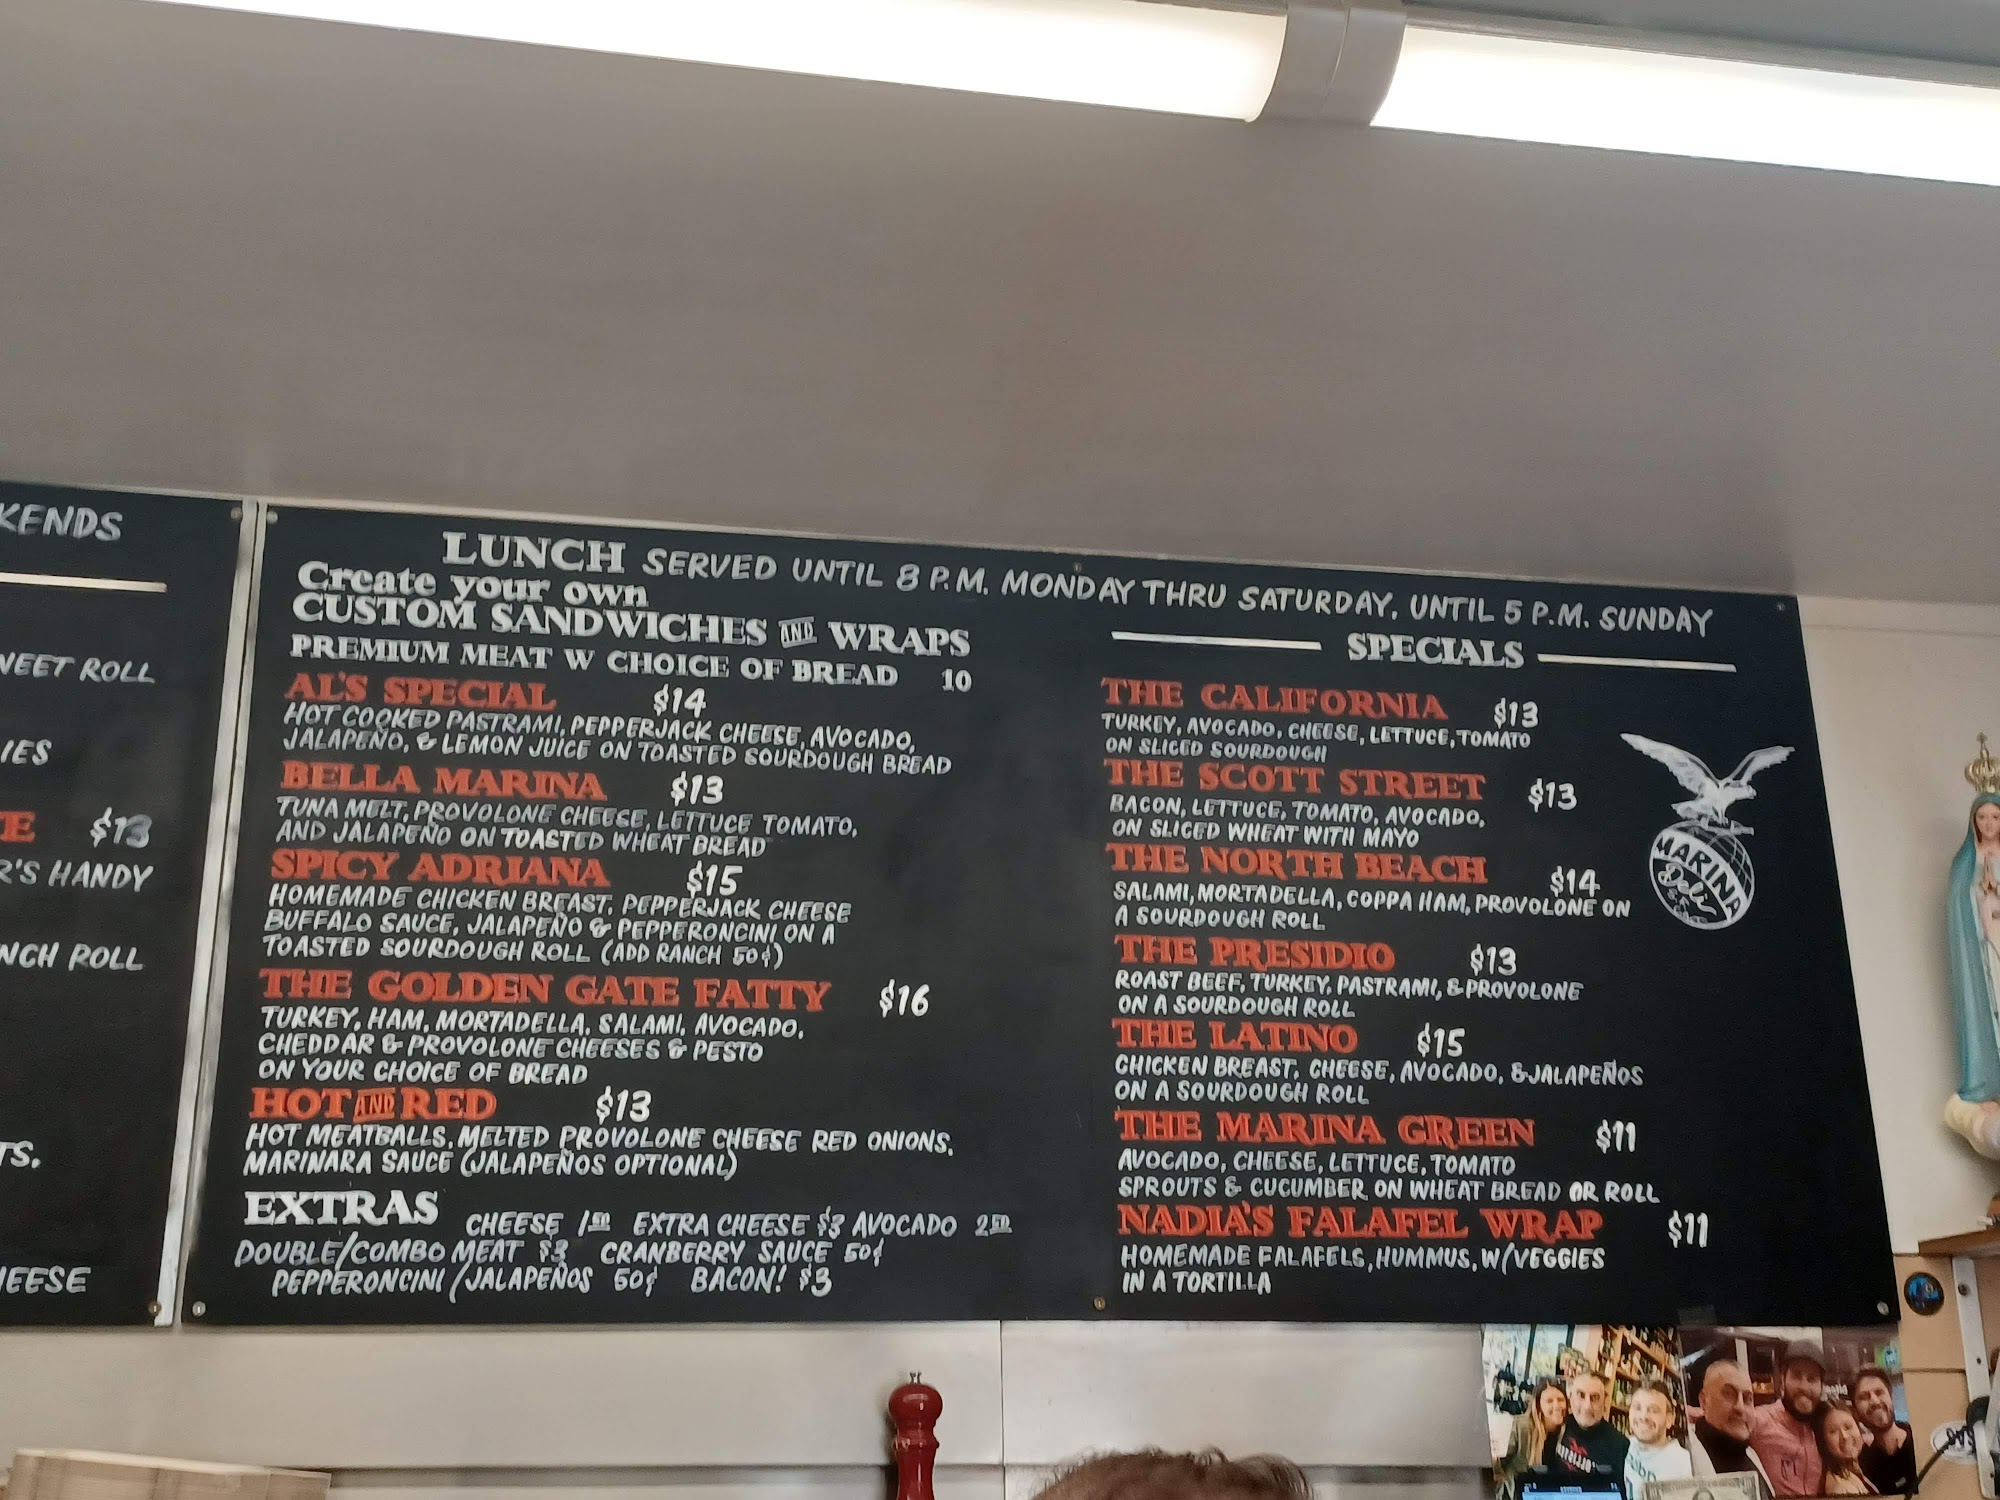 KENDS
WEET ROLL
IES
TE $13
R'S HANDY
NCH ROLL
TS.
HEESE
LUNCH SERVED UNTIL 8 P.M. MONDAY THRU SATURDAY, UNTIL 5 P.M. SUNDAY
Create your own
CUSTOM SANDWICHES AND WRAPS
PREMIUM MEAT W CHOICE OF BREAD 10
AL'S SPECIAL $14
HOT COOKED PASTRAMI, PEPPERJACK CHEESE, AVOCADO,
JALAPEÑO, & LEMON JUICE ON TOASTED SOURDOUGH BREAD
BELLA MARINA $13
TUNA MELT, PROVOLONE CHEESE, LETTUCE TOMATO,
AND JALAPEÑO ON TOASTED WHEAT BREAD
SPICY ADRIANA $15
HOMEMADE CHICKEN BREAST, PEPPERJACK CHEESE
BUFFALO SAUCE, JALAPEÑO & PEPPERONCINI ON A
TOASTED SOURDOUGH ROLL (ADD RANCH 50¢)
THE GOLDEN GATE FATTY $16
TURKEY, HAM, MORTADELLA, SALAMI, AVOCADO,
CHEDDAR & PROVOLONE CHEESES & PESTO
ON YOUR CHOICE OF BREAD
HOT AND RED $13
HOT MEATBALLS, MELTED PROVOLONE CHEESE RED ONIONS,
MARINARA SAUCE (JALAPEÑOS OPTIONAL)
EXTRAS CHEESE 1.50 EXTRA CHEESE $3 AVOCADO 2.50
DOUBLE/COMBO MEAT $3 CRANBERRY SAUCE 50¢
PEPPERONCINI/JALAPEÑOS 50¢ BACON! $3
SPECIALS
THE CALIFORNIA $13
TURKEY, AVOCADO, CHEESE, LETTUCE, TOMATO
ON SLICED SOURDOUGH
THE SCOTT STREET $13
BACON, LETTUCE, TOMATO, AVOCADO,
ON SLICED WHEAT WITH MAYO
THE NORTH BEACH $14
SALAMI, MORTADELLA, COPPA HAM, PROVOLONE ON
A SOURDOUGH ROLL
THE PRESIDIO $13
ROAST BEEF, TURKEY, PASTRAMI, & PROVOLONE
ON A SOURDOUGH ROLL
THE LATINO $15
CHICKEN BREAST, CHEESE, AVOCADO, & JALAPEÑOS
ON A SOURDOUGH ROLL
THE MARINA GREEN $11
AVOCADO, CHEESE, LETTUCE, TOMATO
SPROUTS & CUCUMBER ON WHEAT BREAD OR ROLL
NADIA'S FALAFEL WRAP $11
HOMEMADE FALAFELS, HUMMUS, W/VEGGIES
IN A TORTILLA
MARINA
Deli